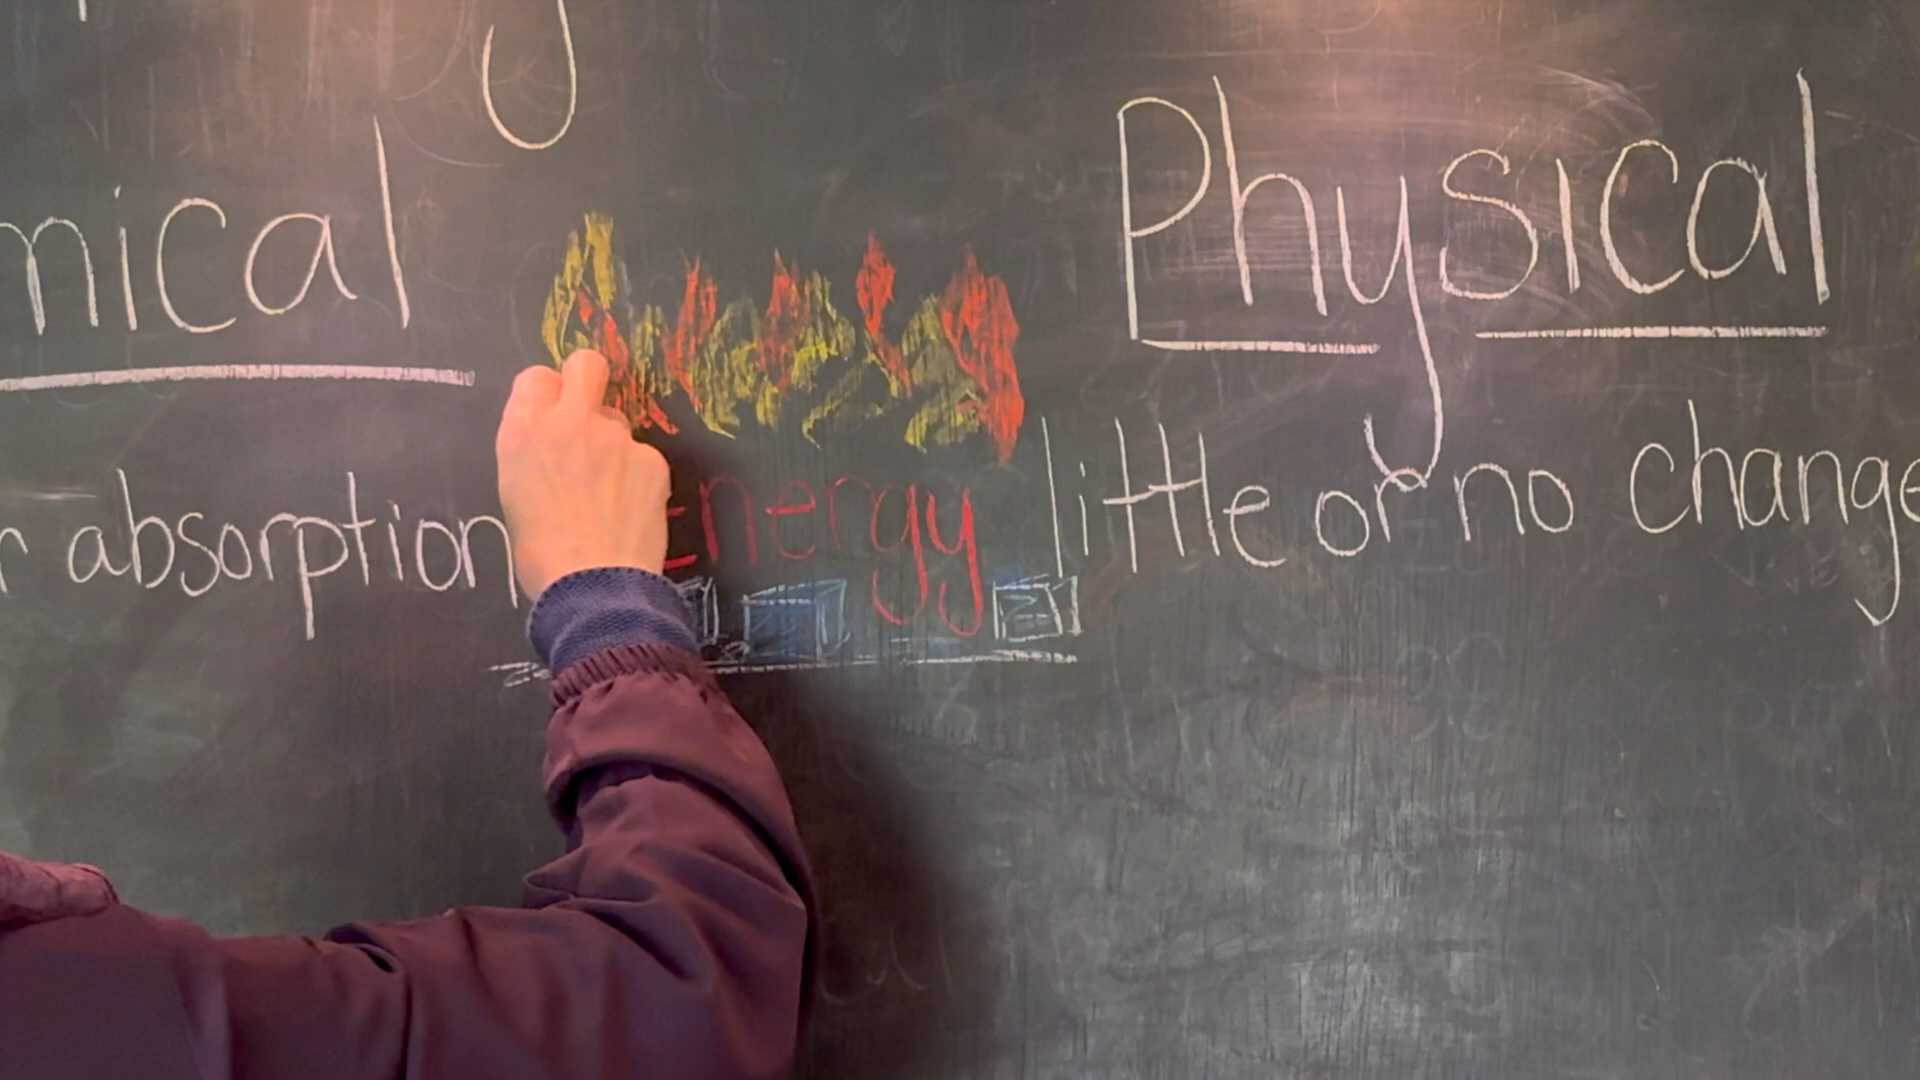 mical Physical
r absorption Energy little or no change